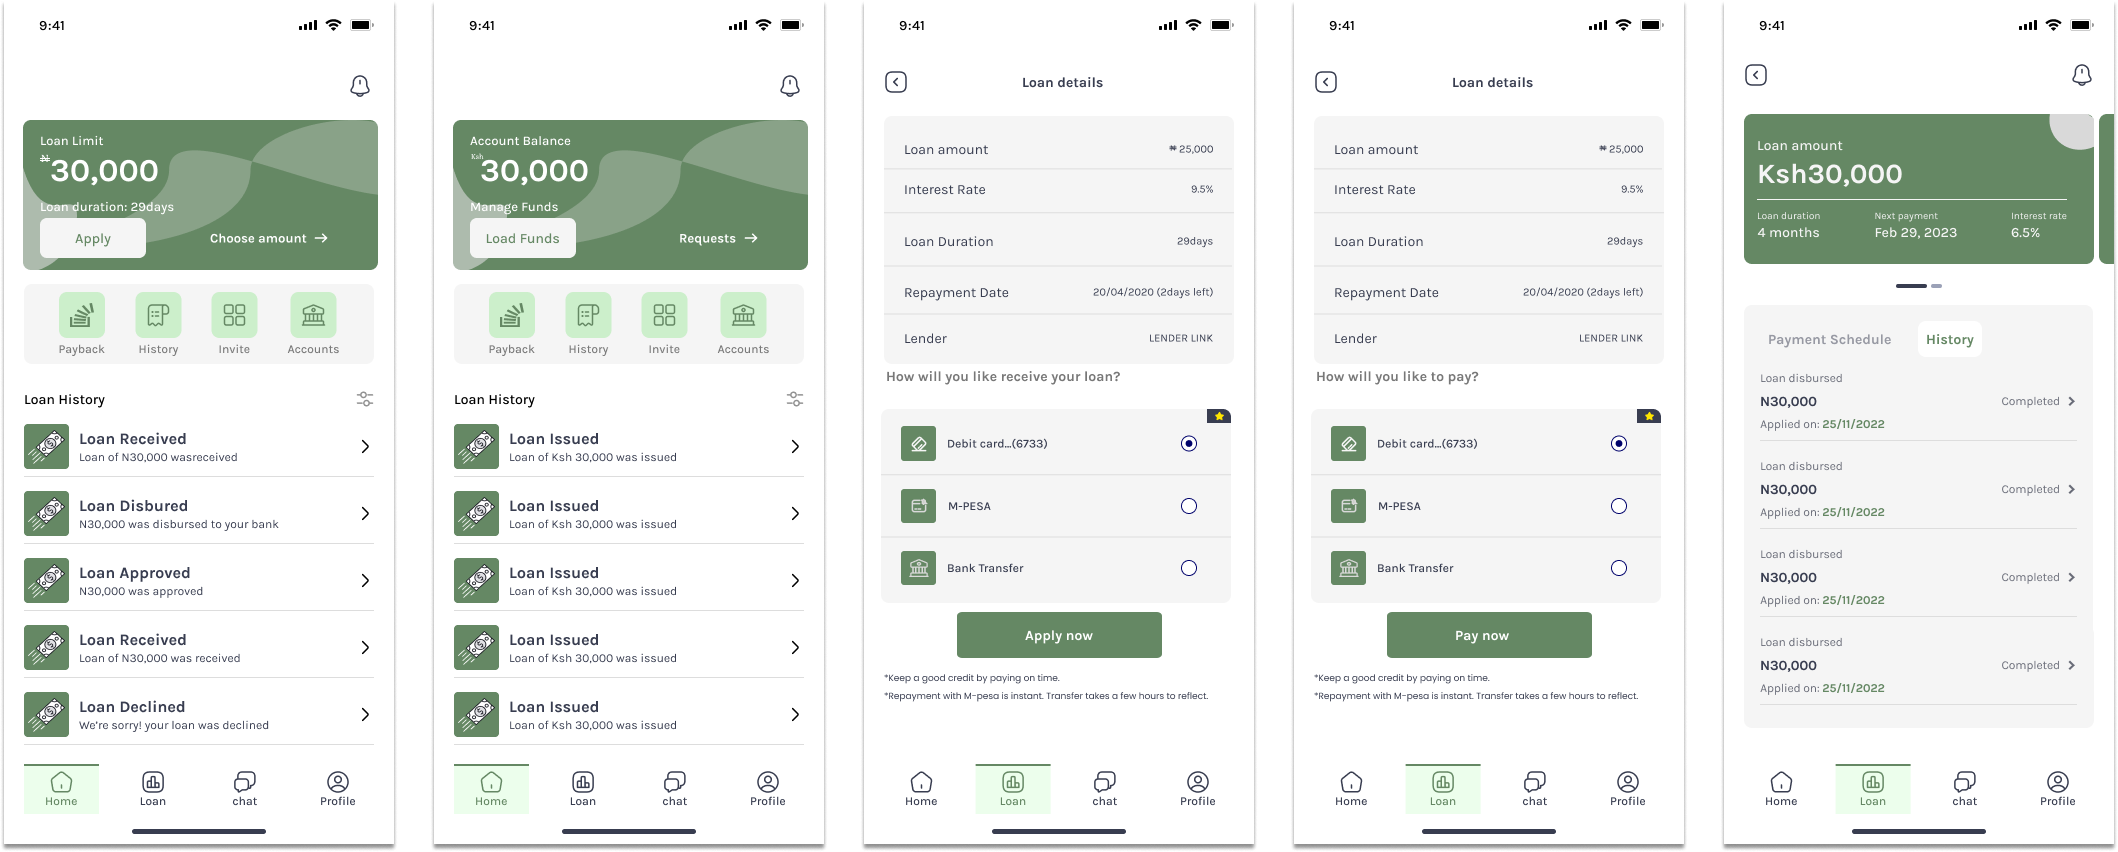 9:41
Loan Limit
₦30,000
Loan duration: 29days
Apply
Choose amount →
Payback
History
Invite
Accounts
Loan History
Loan Received
Loan of N30,000 wasreceived
Loan Disbured
N30,000 was disbursed to your bank
Loan Approved
N30,000 was approved
Loan Received
Loan of N30,000 was received
Loan Declined
We're sorry! your loan was declined
Home
Loan
chat
Profile
9:41
Account Balance
Ksh 30,000
Manage Funds
Load Funds
Requests →
Payback
History
Invite
Accounts
Loan History
Loan Issued
Loan of Ksh 30,000 was issued
Loan Issued
Loan of Ksh 30,000 was issued
Loan Issued
Loan of Ksh 30,000 was issued
Loan Issued
Loan of Ksh 30,000 was issued
Loan Issued
Loan of Ksh 30,000 was issued
Home
Loan
chat
Profile
9:41
Loan details
Loan amount ₦ 25,000
Interest Rate 9.5%
Loan Duration 29days
Repayment Date 20/04/2020 (2days left)
Lender LENDER LINK
How will you like receive your loan?
Debit card...(6733)
M-PESA
Bank Transfer
Apply now
*Keep a good credit by paying on time.
*Repayment with M-pesa is instant. Transfer takes a few hours to reflect.
Home
Loan
chat
Profile
9:41
Loan details
Loan amount ₦ 25,000
Interest Rate 9.5%
Loan Duration 29days
Repayment Date 20/04/2020 (2days left)
Lender LENDER LINK
How will you like to pay?
Debit card...(6733)
M-PESA
Bank Transfer
Pay now
*Keep a good credit by paying on time.
*Repayment with M-pesa is instant. Transfer takes a few hours to reflect.
Home
Loan
chat
Profile
9:41
Loan amount
Ksh30,000
Loan duration Next payment Interest rate
4 months Feb 29, 2023 6.5%
Payment Schedule History
Loan disbursed
N30,000 Completed
Applied on: 25/11/2022
Loan disbursed
N30,000 Completed
Applied on: 25/11/2022
Loan disbursed
N30,000 Completed
Applied on: 25/11/2022
Loan disbursed
N30,000 Completed
Applied on: 25/11/2022
Home
Loan
chat
Profile